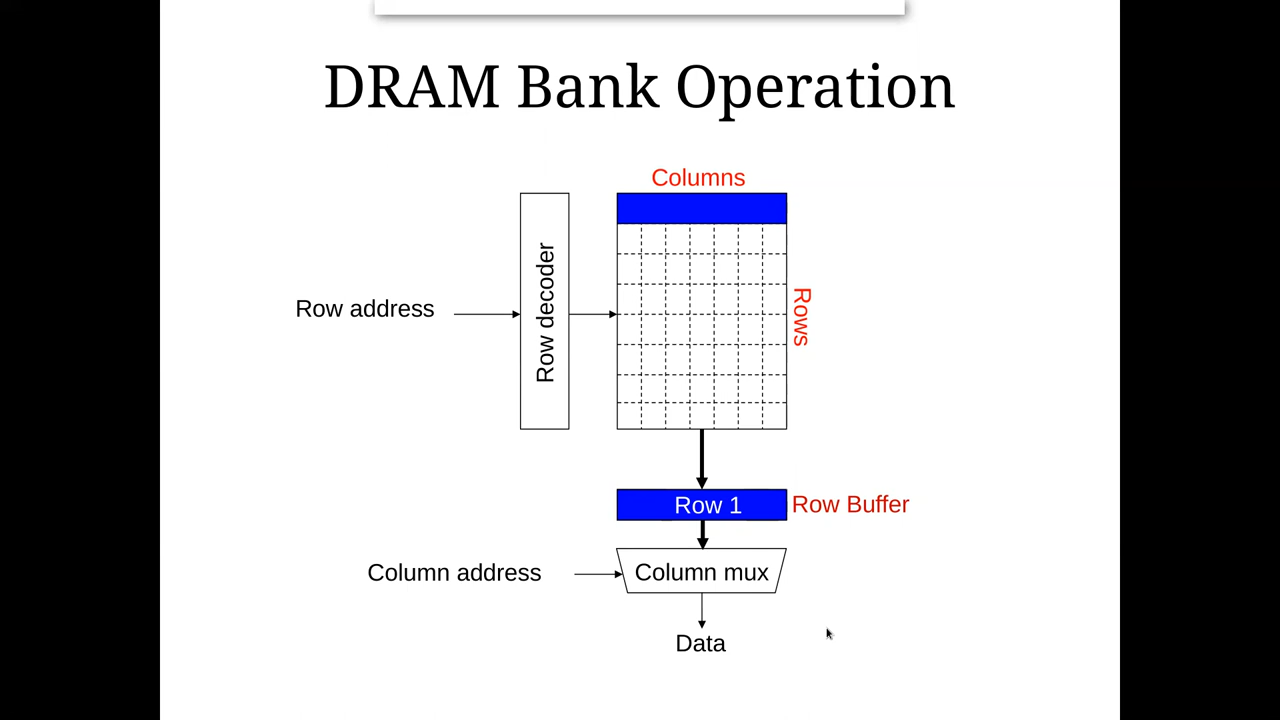 DRAM Bank Operation
Columns
Row address
Row decoder
Rows
Row 1
Row Buffer
Column address
Column mux
Data